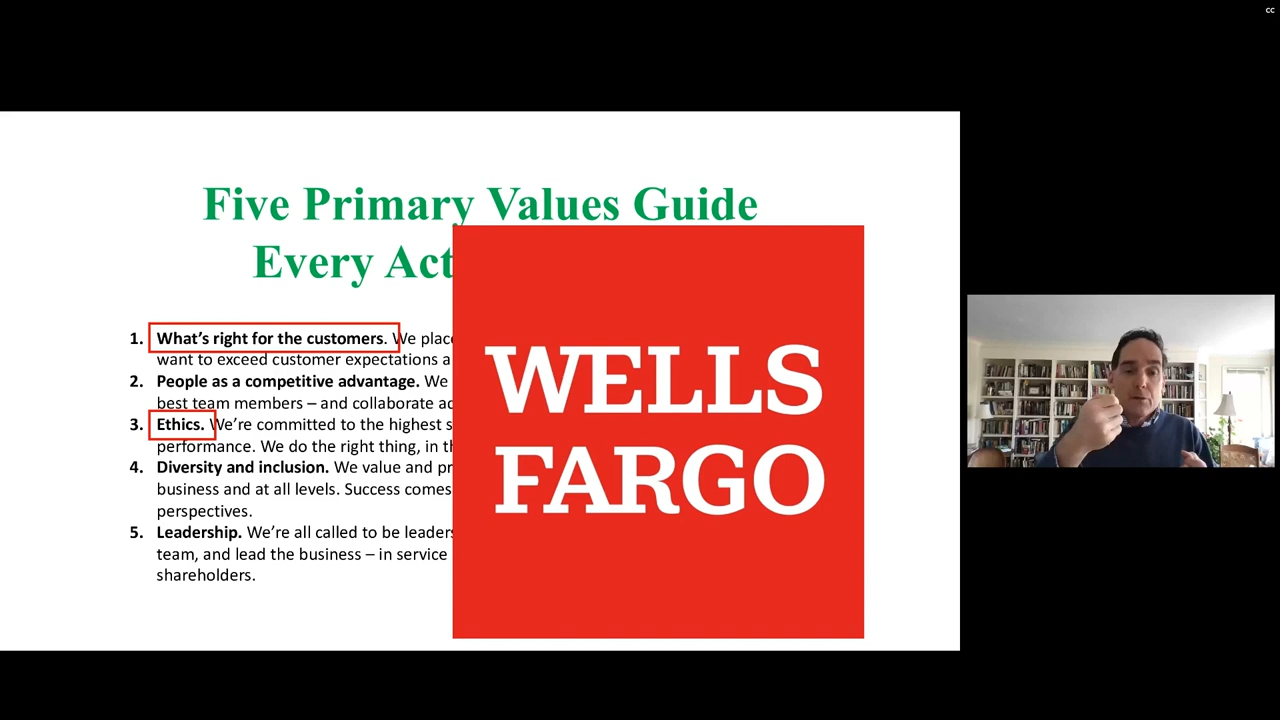 CC
Five Primary Values Guide
Every Act
1. What’s right for the customers. We place
want to exceed customer expectations a
2. People as a competitive advantage. We
best team members – and collaborate ac
3. Ethics. We’re committed to the highest s
performance. We do the right thing, in th
4. Diversity and inclusion. We value and pr
business and at all levels. Success comes
perspectives.
5. Leadership. We’re all called to be leaders
team, and lead the business – in service
shareholders.
WELLS
FARGO